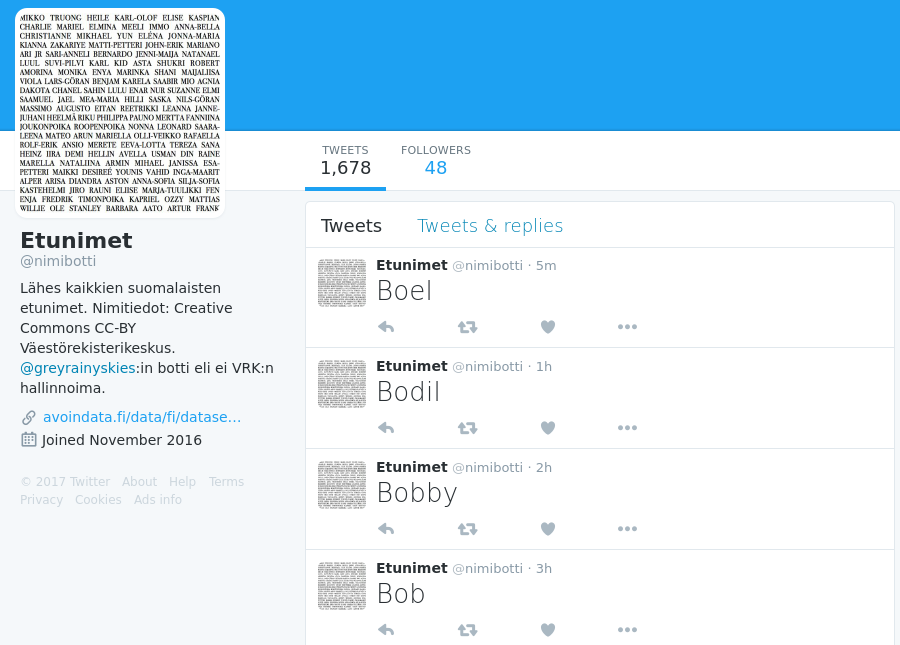 MIKKO TRUONG HEILE KARL-OLOF ELISE KASPIAN
CHARLIE MARIEL ELMINA MEELI JMMO ANNA-BELLA
CHRISTIANNE MIKHAEL YUN ELÉNA JONNA-MARIA
KIANNA ZAKARIYE MATTI-PETTERI JOHN-ERIK MARIANO
ARI JR SARI-ANNELI BERNARDO JENNI-MAIJA NATANAEL
LUUL SUVI-PILVI KARL KID ASTA SHUKRI ROBERT
AMORINA MONIKA ENYA MARINKA SHANI MAIJALIISA
VIOLA LARS-GÖRAN BENJAM KARELA SAABIR MIO AGNIA
DAKOTA CHANEL SAHIN LULU ENAR NUR SUZANNE ELMI
SAAMUEL JAEL MEA-MARIA HILLI SASKA NILS-GÖRAN
MASSIMO AUGUSTO EITAN REETRIKKI LEANNA JANNE-
JUHANI HEELMÄ RIKU PHILIPPA PAUNO MERTTA FANNIINA
JOUKONPOIKA ROOPENPOIKA NONNA LEONARD SAARA-
LEENA MATEO ARUN MARIELLA OLLI-VEIKKO RAFAELLA
ROLF-ERIK ANSIO MERETE EEVA-LOTTA TEREZA SANA
HEINZ IIRA DEMI HELLIN AVELLA USMAN DIN RAINE
MARELLA NATALIINA ARMIN MIHAEL JANISSA ESA-
PETTERI MAIKKI DESIREÉ YOUNIS VAHID INGA-MAARIT
ALPER ARISA DIANDRA ASTON ANNA-SOFIA SILJA-SOFIA
KASTEHELMI JIRO RAUNI ELIISE MARJA-TUULIKKI FEN
ENJA FREDRIK TIMONPOIKA KAPRIEL OZZY MATTIAS
WILLIE OLE STANLEY BARBARA AATO ARTUR FRANK
TWEETS FOLLOWERS
1,678 48
Etunimet
@nimibotti
Lähes kaikkien suomalaisten
etunimet. Nimitiedot: Creative
Commons CC-BY
Väestörekisterikeskus.
@greyrainyskies:in botti eli ei VRK:n
hallinnoima.
avoindata.fi/data/fi/datase…
Joined November 2016
© 2017 Twitter About Help Terms
Privacy Cookies Ads info
Tweets Tweets & replies
Etunimet @nimibotti · 5m
Boel
Etunimet @nimibotti · 1h
Bodil
Etunimet @nimibotti · 2h
Bobby
Etunimet @nimibotti · 3h
Bob